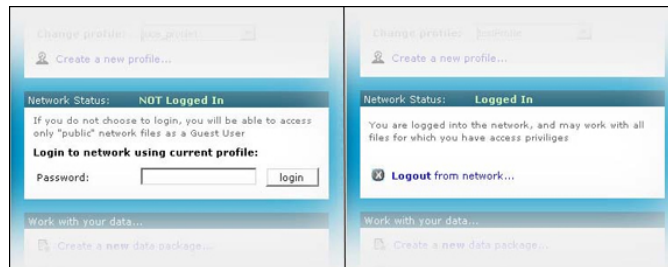 Change profile:
Create a new profile...
Network Status: NOT Logged In
If you do not choose to login, you will be able to access
only "public" network files as a Guest User
Login to network using current profile:
Password: login
Work with your data...
Create a new data package...
Change profile:
Create a new profile...
Network Status: Logged In
You are logged into the network, and may work with all
files for which you have access priviliges
Logout from network...
Work with your data...
Create a new data package...